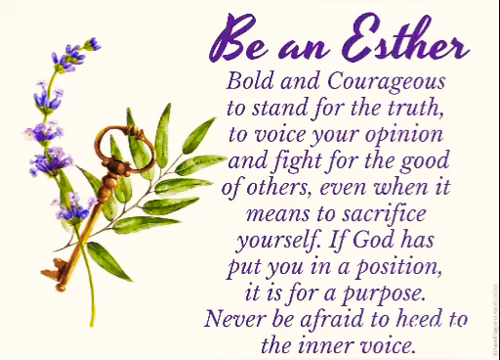 Be an Esther
Bold and Courageous
to stand for the truth,
to voice your opinion
and fight for the good
of others, even when it
means to sacrifice
yourself. If God has
put you in a position,
it is for a purpose.
Never be afraid to heed to
the inner voice.